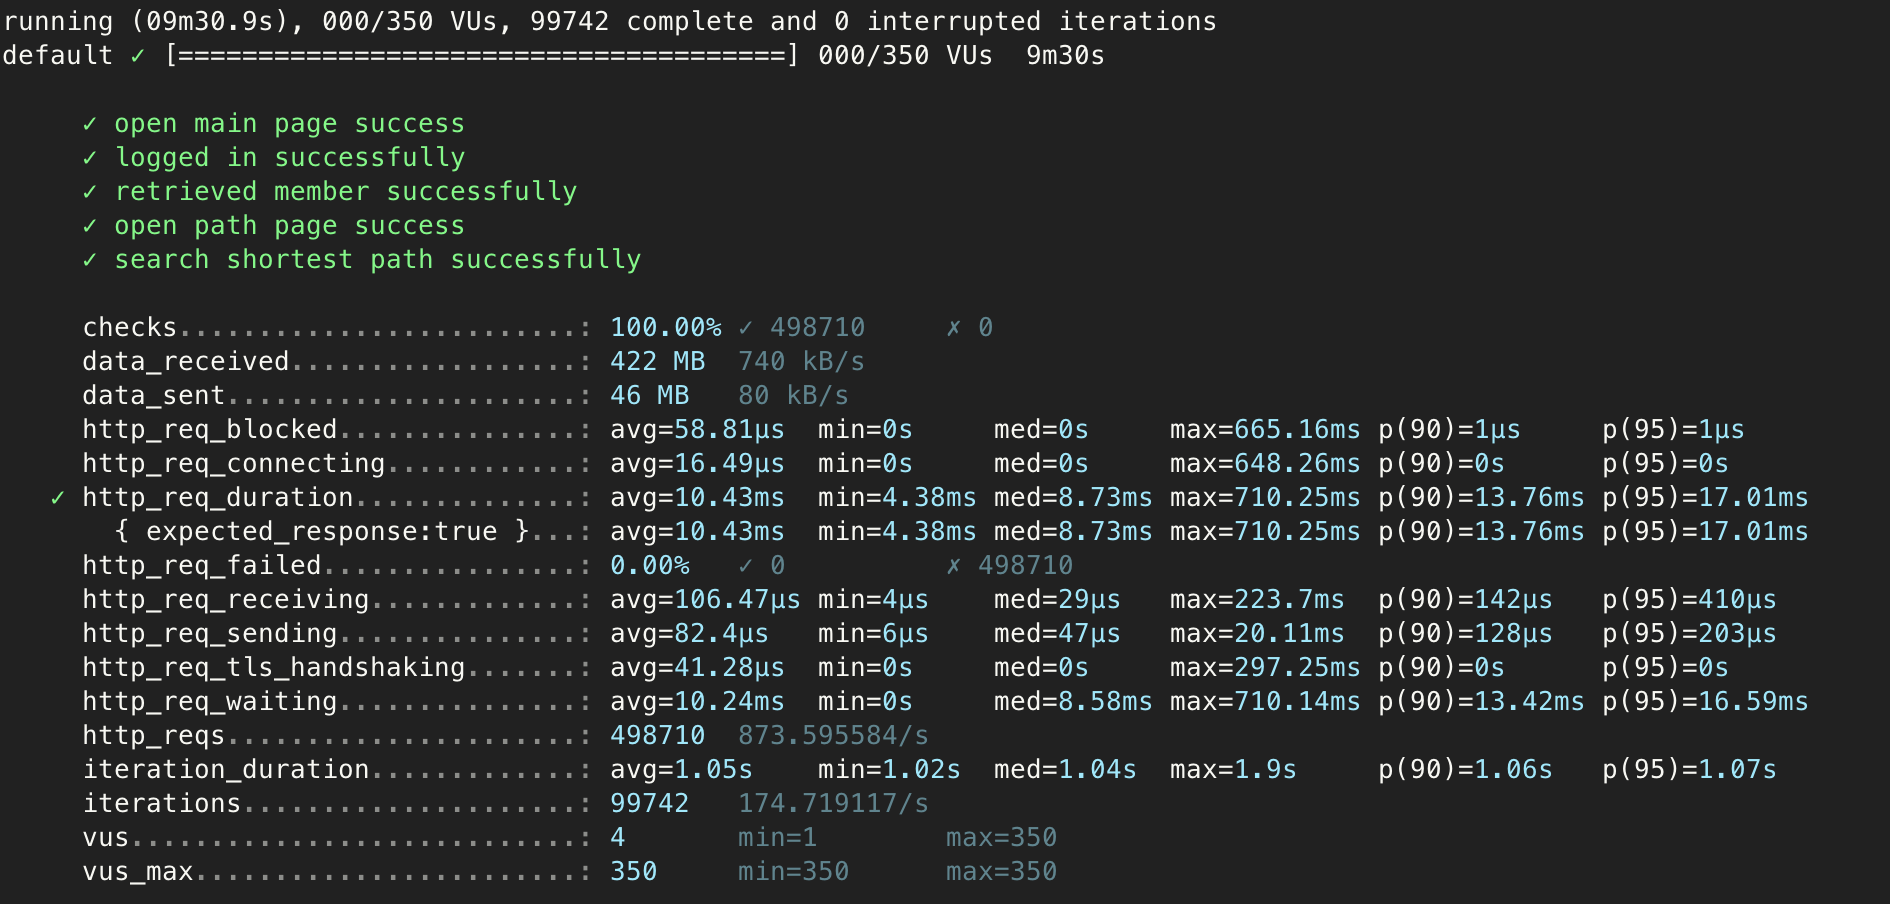 running (09m30.9s), 000/350 VUs, 99742 complete and 0 interrupted iterations
default ✓ [======================================] 000/350 VUs  9m30s
✓ open main page success
✓ logged in successfully
✓ retrieved member successfully
✓ open path page success
✓ search shortest path successfully
checks.........................: 100.00% ✓ 498710     ✗ 0
data_received..................: 422 MB  740 kB/s
data_sent......................: 46 MB   80 kB/s
http_req_blocked...............: avg=58.81µs  min=0s     med=0s     max=665.16ms p(90)=1µs     p(95)=1µs
http_req_connecting............: avg=16.49µs  min=0s     med=0s     max=648.26ms p(90)=0s      p(95)=0s
✓ http_req_duration..............: avg=10.43ms  min=4.38ms med=8.73ms max=710.25ms p(90)=13.76ms p(95)=17.01ms
{ expected_response:true }...: avg=10.43ms  min=4.38ms med=8.73ms max=710.25ms p(90)=13.76ms p(95)=17.01ms
http_req_failed................: 0.00%   ✓ 0          ✗ 498710
http_req_receiving.............: avg=106.47µs min=4µs    med=29µs   max=223.7ms  p(90)=142µs   p(95)=410µs
http_req_sending...............: avg=82.4µs   min=6µs    med=47µs   max=20.11ms  p(90)=128µs   p(95)=203µs
http_req_tls_handshaking.......: avg=41.28µs  min=0s     med=0s     max=297.25ms p(90)=0s      p(95)=0s
http_req_waiting...............: avg=10.24ms  min=0s     med=8.58ms max=710.14ms p(90)=13.42ms p(95)=16.59ms
http_reqs......................: 498710  873.595584/s
iteration_duration.............: avg=1.05s    min=1.02s  med=1.04s  max=1.9s     p(90)=1.06s   p(95)=1.07s
iterations.....................: 99742   174.719117/s
vus............................: 4       min=1        max=350
vus_max........................: 350     min=350      max=350